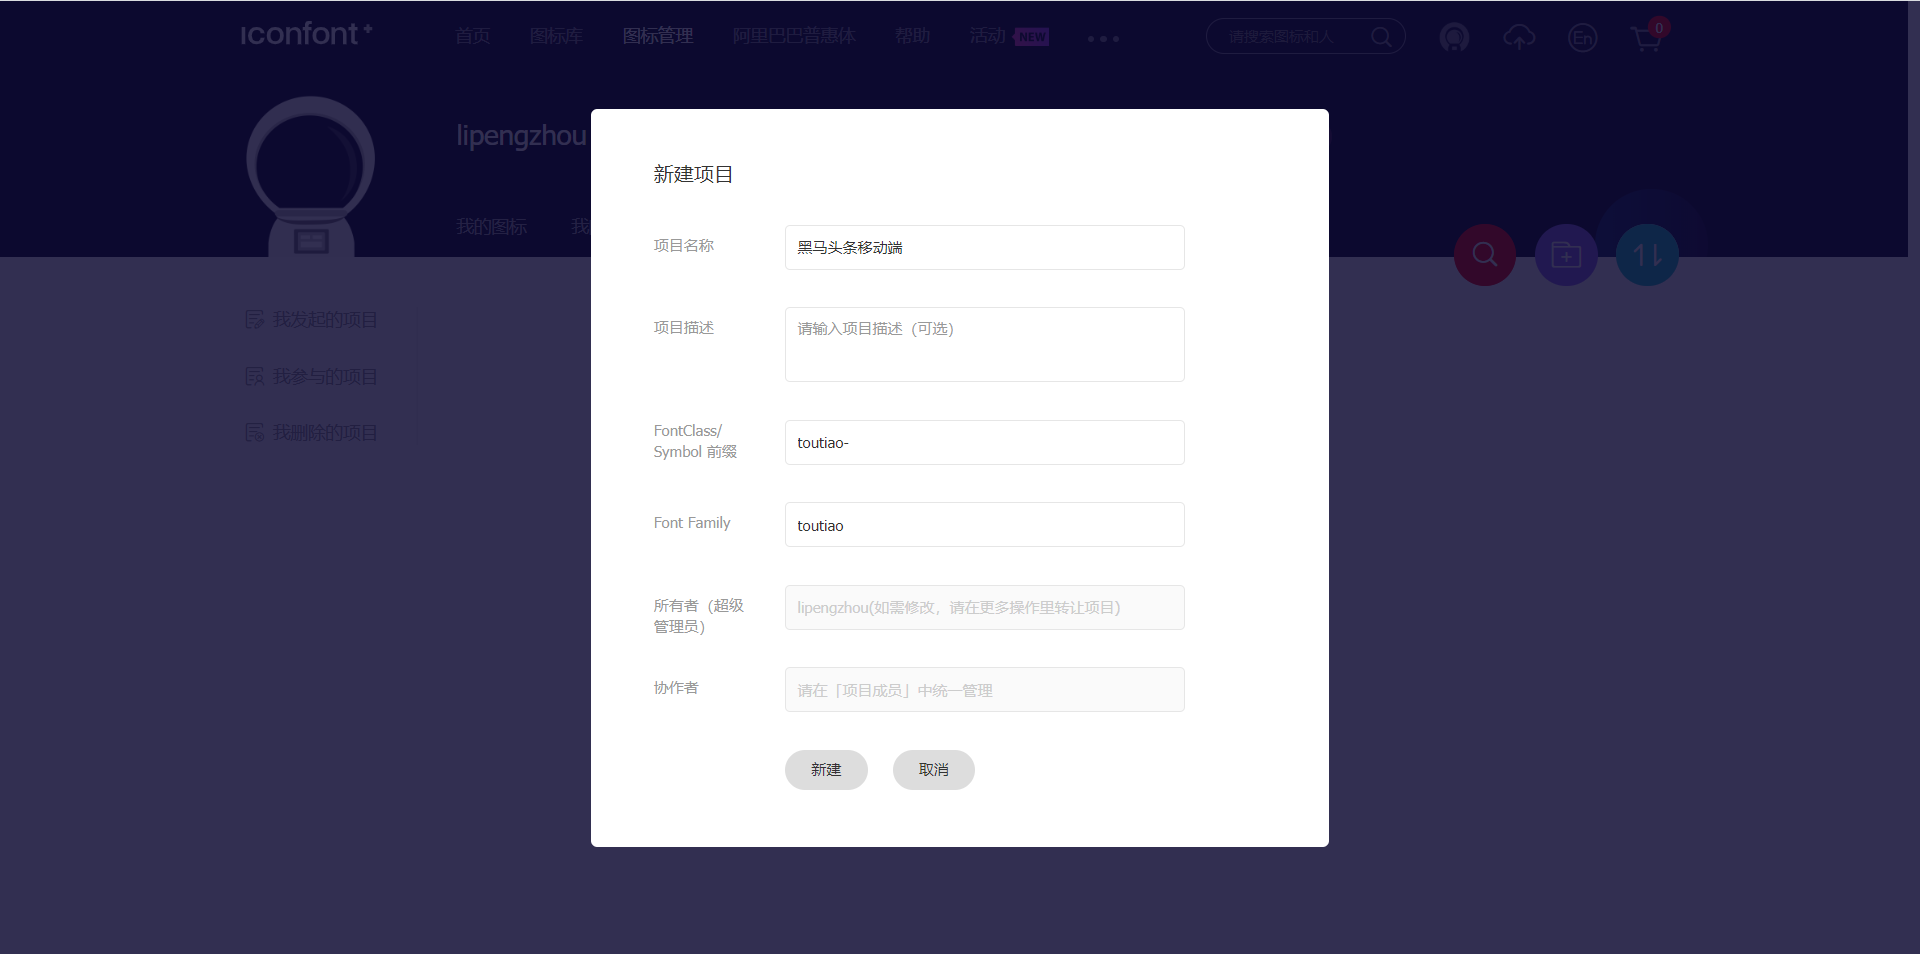 iconfont+
首页
图标库
图标管理
阿里巴巴普惠体
帮助
活动
NEW
请搜索图标和人
En
0
lipengzhou
我的图标
我
新建项目
项目名称
黑马头条移动端
项目描述
请输入项目描述（可选）
FontClass/
Symbol 前缀
toutiao-
Font Family
toutiao
所有者（超级
管理员）
lipengzhou(如需修改，请在更多操作里转让项目)
协作者
请在「项目成员」中统一管理
新建
取消
我发起的项目
我参与的项目
我删除的项目